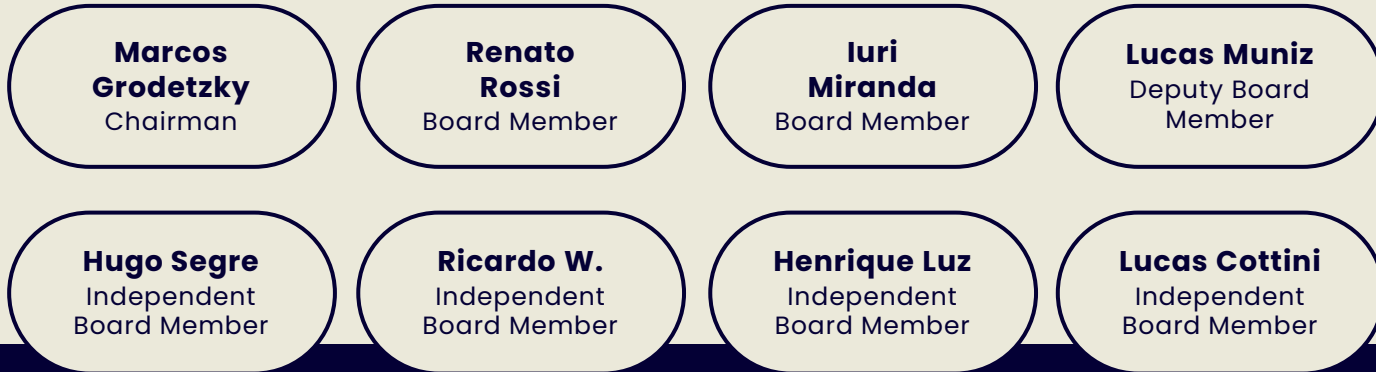 Marcos
Grodetzky
Chairman
Renato
Rossi
Board Member
Iuri
Miranda
Board Member
Lucas Muniz
Deputy Board
Member
Hugo Segre
Independent
Board Member
Ricardo W.
Independent
Board Member
Henrique Luz
Independent
Board Member
Lucas Cottini
Independent
Board Member